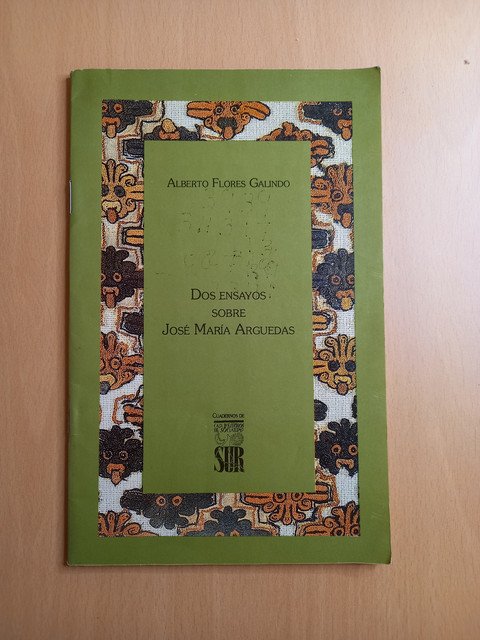 ALBERTO FLORES GALINDO
DOS ENSAYOS
SOBRE
JOSÉ MARÍA ARGUEDAS
CUADERNOS DE
SUR